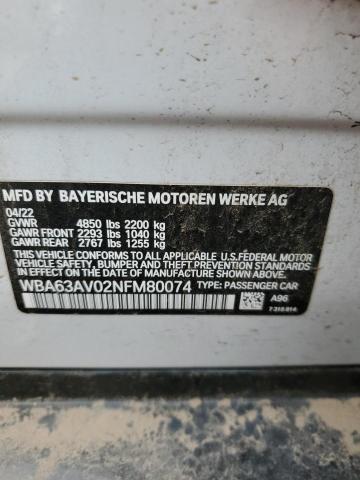 MFD BY BAYERISCHE MOTOREN WERKE AG
04/22
GVWR 4850 lbs 2200 kg
GAWR FRONT 2293 lbs 1040 kg
GAWR REAR 2767 lbs 1255 kg
THIS VEHICLE CONFORMS TO ALL APPLICABLE U.S. FEDERAL MOTOR
VEHICLE SAFETY, BUMPER, AND THEFT PREVENTION STANDARDS IN
EFFECT ON THE DATE OF MANUFACTURE SHOWN ABOVE.
WBA63AV02NFM80074 TYPE: PASSENGER CAR
A96